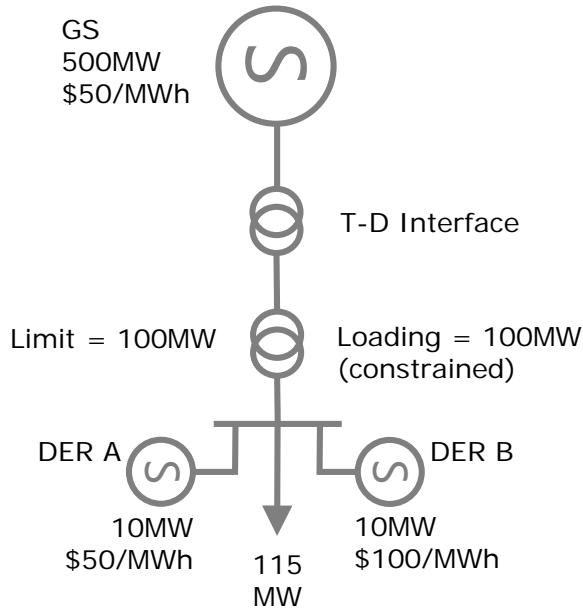 GS
500MW
$50/MWh
T-D Interface
Limit = 100MW
Loading = 100MW
(constrained)
DER A
DER B
10MW
$50/MWh
10MW
$100/MWh
115
MW